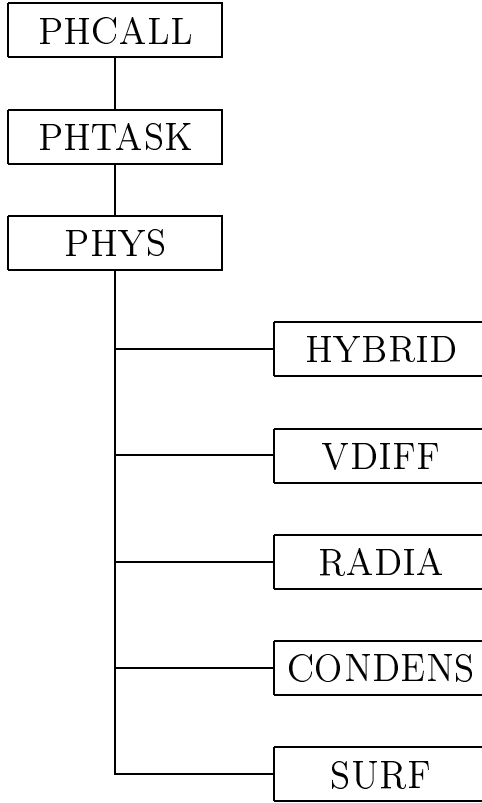 PHCALL
PHTASK
PHYS
HYBRID
VDIFF
RADIA
CONDENS
SURF